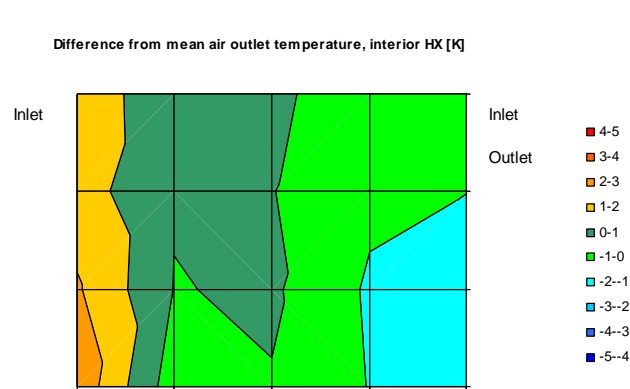 Difference from mean air outlet temperature, interior HX [K]
Inlet
Inlet
Outlet
4-5
3-4
2-3
1-2
0-1
-1-0
-2--1
-3--2
-4--3
-5--4